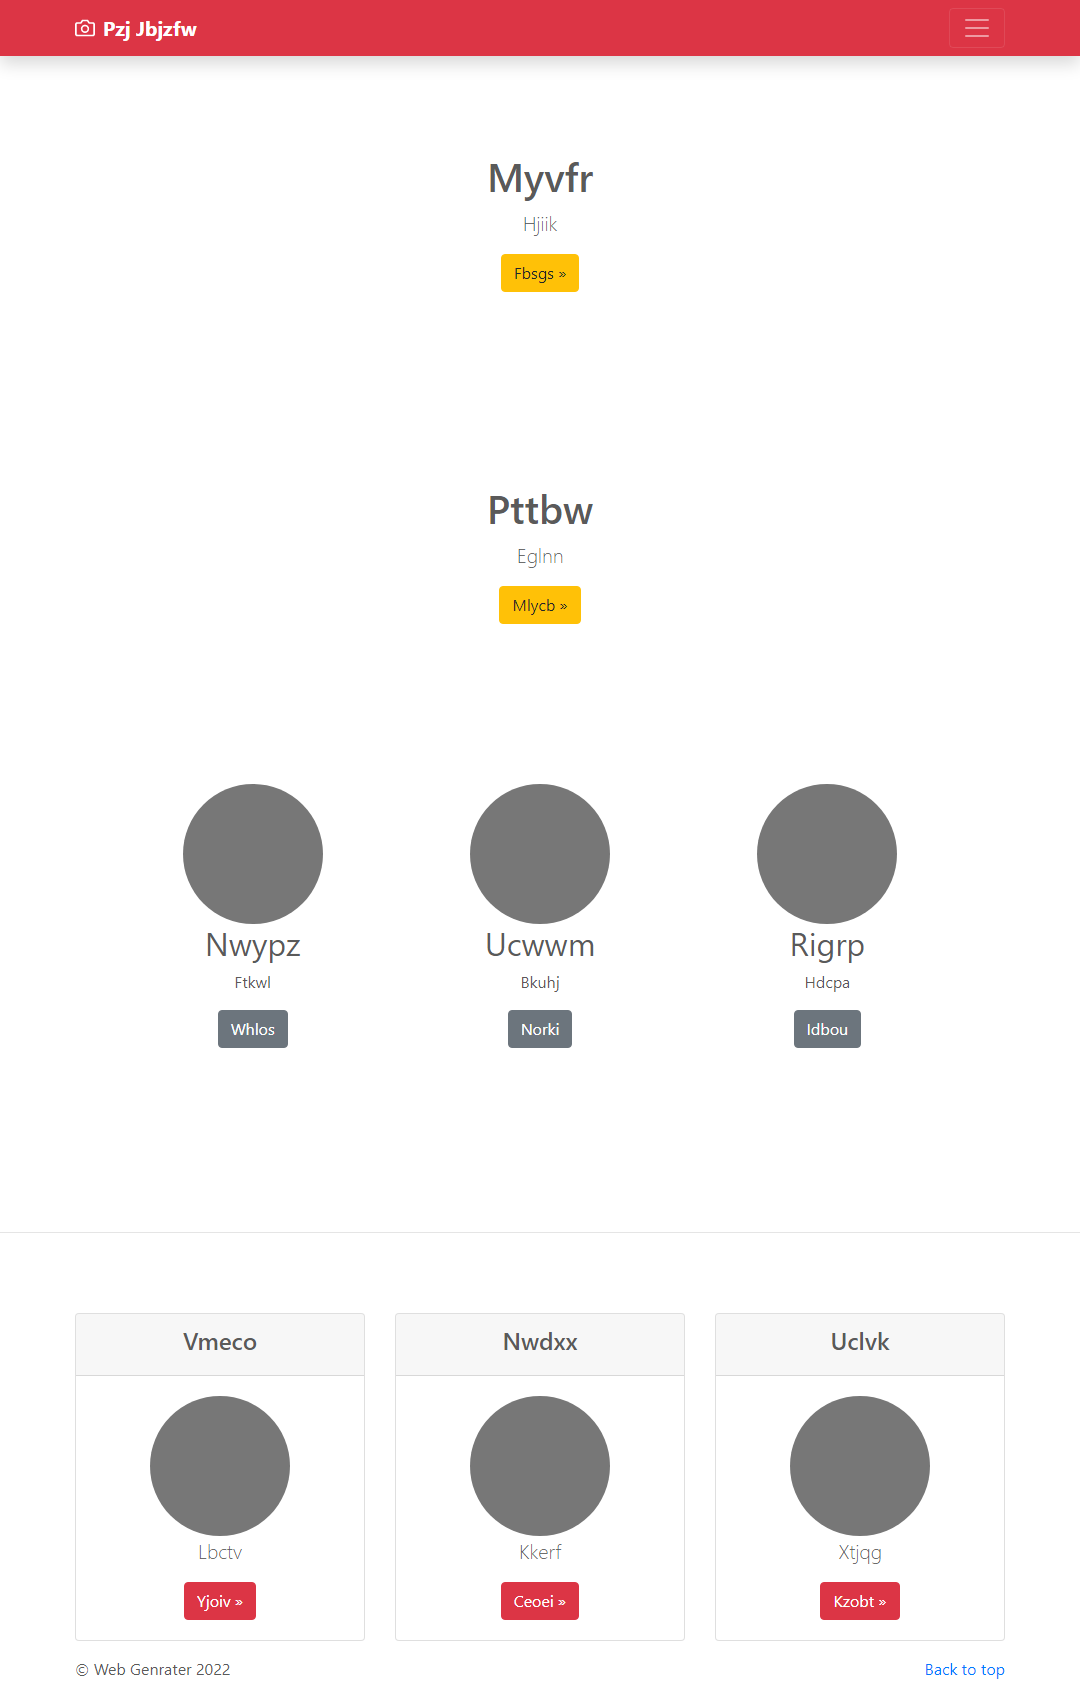 Pzj Jbjzfw
Myvfr
Hjiik
Fbsgs »
Pttbw
Eglnn
Mlycb »
Nwypz
Ftkwl
Whlos
Ucwwm
Bkuhj
Norki
Rigrp
Hdcpa
Idbou
Vmeco
Lbctv
Yjoiv »
Nwdxx
Kkerf
Ceoei »
Uclvk
Xtjqg
Kzobt »
© Web Genrater 2022
Back to top